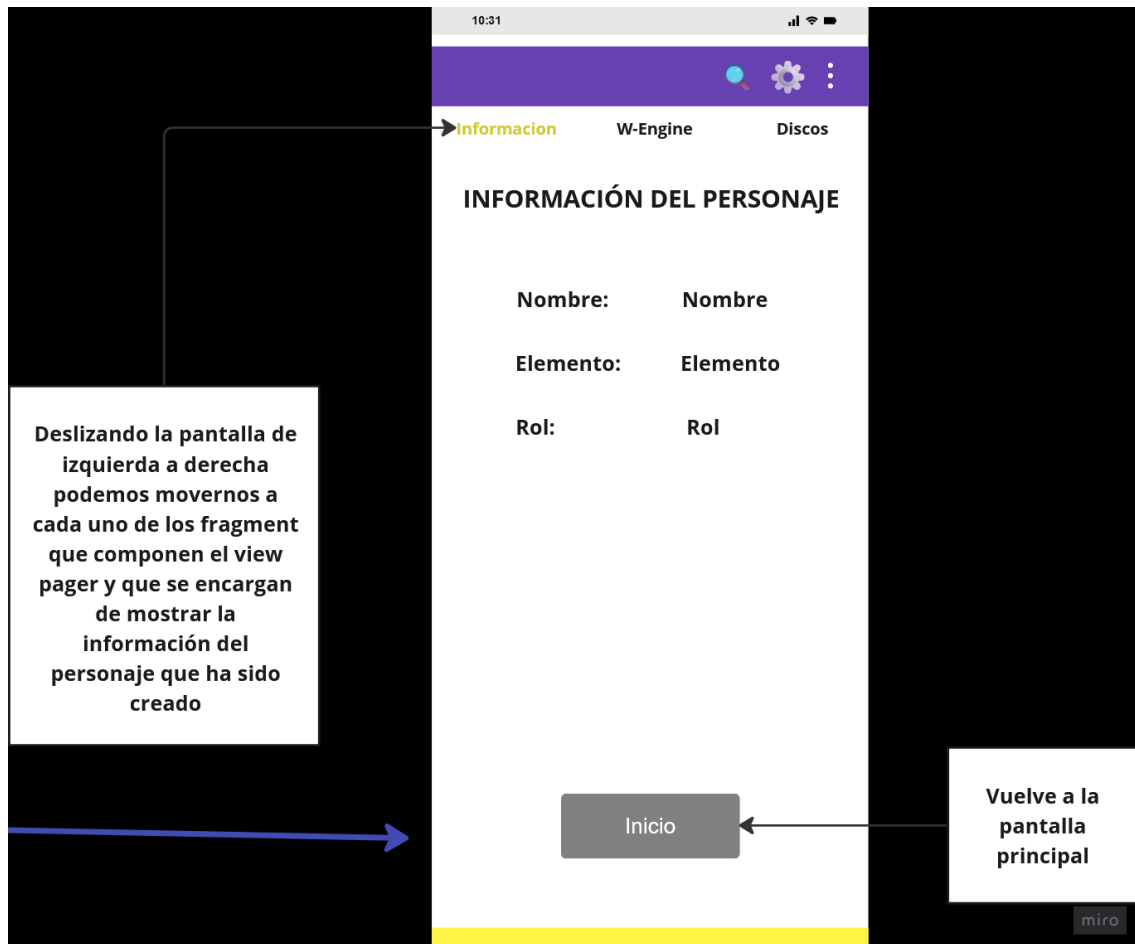 10:31
Informacion W-Engine Discos
INFORMACIÓN DEL PERSONAJE
Nombre: Nombre
Elemento: Elemento
Rol: Rol
Deslizando la pantalla de
izquierda a derecha
podemos movernos a
cada uno de los fragment
que componen el view
pager y que se encargan
de mostrar la
información del
personaje que ha sido
creado
Inicio
Vuelve a la
pantalla
principal
miro